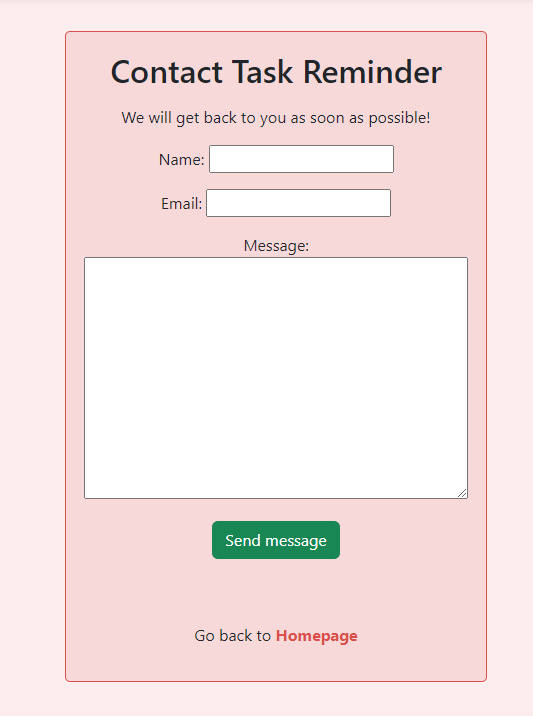 Contact Task Reminder
We will get back to you as soon as possible!
Name:
Email:
Message:
Send message
Go back to Homepage